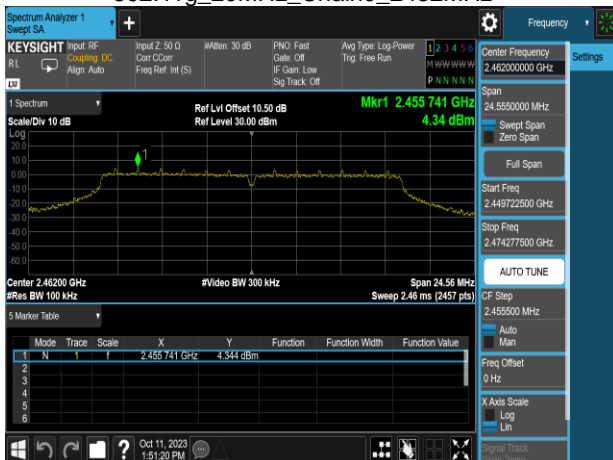 Spectrum Analyzer 1
Swept SA
+
Frequency
KEYSIGHT
RL
LXI
Input: RF
Coupling: DC
Align: Auto
Input Z: 50 Ω
Corr CCorr
Freq Ref: Int (S)
#Atten: 30 dB
PNO: Fast
Gate: Off
IF Gain: Low
Sig Track: Off
Avg Type: Log-Power
Trig: Free Run
1 2 3 4 5 6
M W W W W W
P N N N N N
Center Frequency
2.462000000 GHz
Settings
1 Spectrum
Scale/Div 10 dB
Ref Lvl Offset 10.50 dB
Ref Level 30.00 dBm
Mkr1 2.455 741 GHz
4.34 dBm
Log
20.0
10.0
0.00
-10.0
-20.0
-30.0
-40.0
-50.0
-60.0
1
Center 2.46200 GHz
#Res BW 100 kHz
#Video BW 300 kHz
Span 24.56 MHz
Sweep 2.46 ms (2457 pts)
Span
24.5550000 MHz
Swept Span
Zero Span
Full Span
Start Freq
2.449722500 GHz
Stop Freq
2.474277500 GHz
AUTO TUNE
CF Step
2.455500 MHz
Auto
Man
Freq Offset
0 Hz
X Axis Scale
Log
Lin
Signal Track
(Span Zoom)
5 Marker Table
Mode Trace Scale X Y Function Function Width Function Value
1 N 1 f 2.455 741 GHz 4.344 dBm
2
3
4
5
6
?
Oct 11, 2023
1:51:20 PM